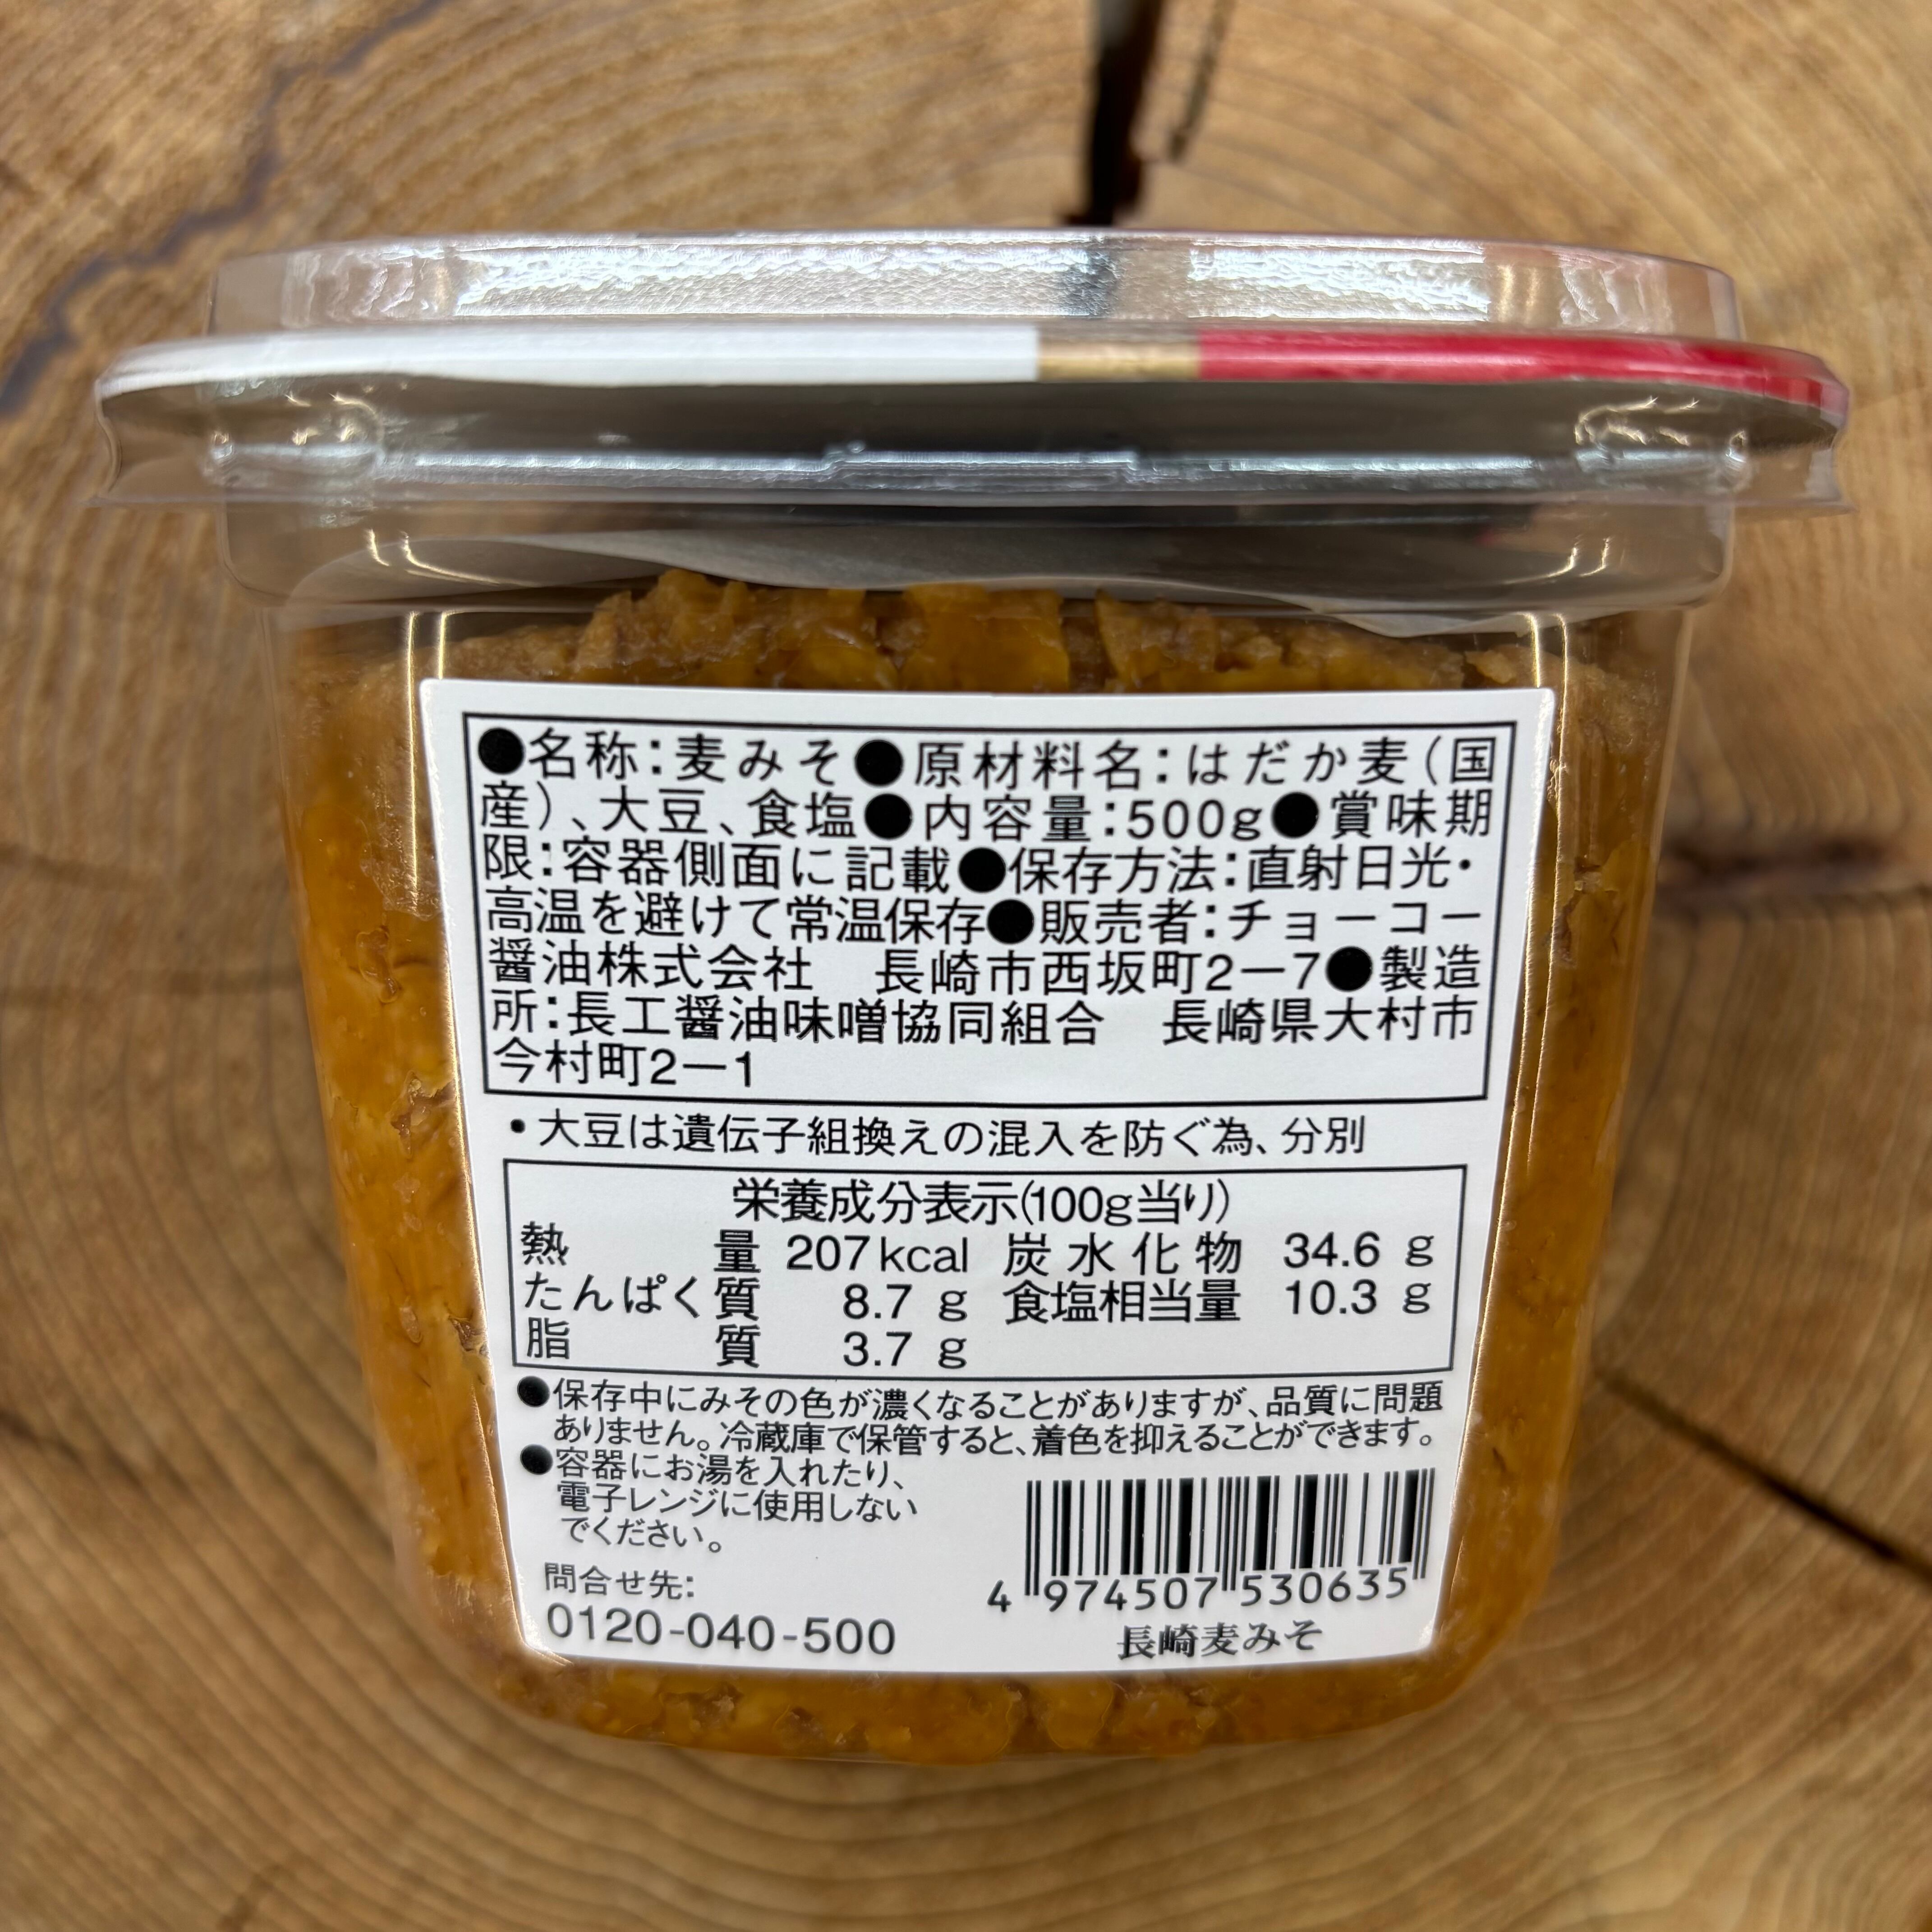 ●名称:麦みそ●原材料名:はだか麦(国
産)、大豆、食塩●内容量:500g●賞味期
限:容器側面に記載●保存方法:直射日光・
高温を避けて常温保存●販売者:チョーコー
醤油株式会社　長崎市西坂町2ー7●製造
所:長工醤油味噌協同組合　長崎県大村市
今村町2ー1
・大豆は遺伝子組換えの混入を防ぐ為、分別
栄養成分表示(100g当り)
熱量 207kcal 炭水化物 34.6 g
たんぱく質 8.7 g 食塩相当量 10.3 g
脂質 3.7 g
●保存中にみその色が濃くなることがありますが、品質に問題
ありません。冷蔵庫で保管すると、着色を抑えることができます。
●容器にお湯を入れたり、
電子レンジに使用しない
でください。
問合せ先:
0120-040-500
4 974507 530635
長崎麦みそ